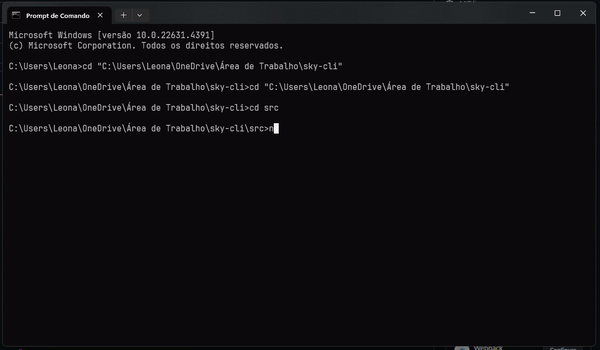 Prompt de Comando
Microsoft Windows [versão 10.0.22631.4391]
(c) Microsoft Corporation. Todos os direitos reservados.
C:\Users\Leona>cd "C:\Users\Leona\OneDrive\Área de Trabalho\sky-cli"
C:\Users\Leona\OneDrive\Área de Trabalho\sky-cli>cd "C:\Users\Leona\OneDrive\Área de Trabalho\sky-cli"
C:\Users\Leona\OneDrive\Área de Trabalho\sky-cli>cd src
C:\Users\Leona\OneDrive\Área de Trabalho\sky-cli\src>n
Webpack